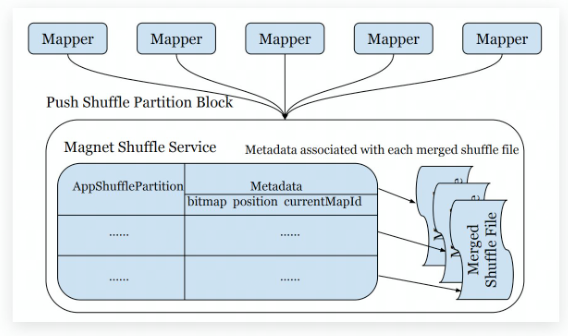 Mapper Mapper Mapper Mapper Mapper
Push Shuffle Partition Block
Magnet Shuffle Service
Metadata associated with each merged shuffle file
AppShufflePartition Metadata
bitmap position currentMapId
...... ......
...... ......
Merged
Shuffle File